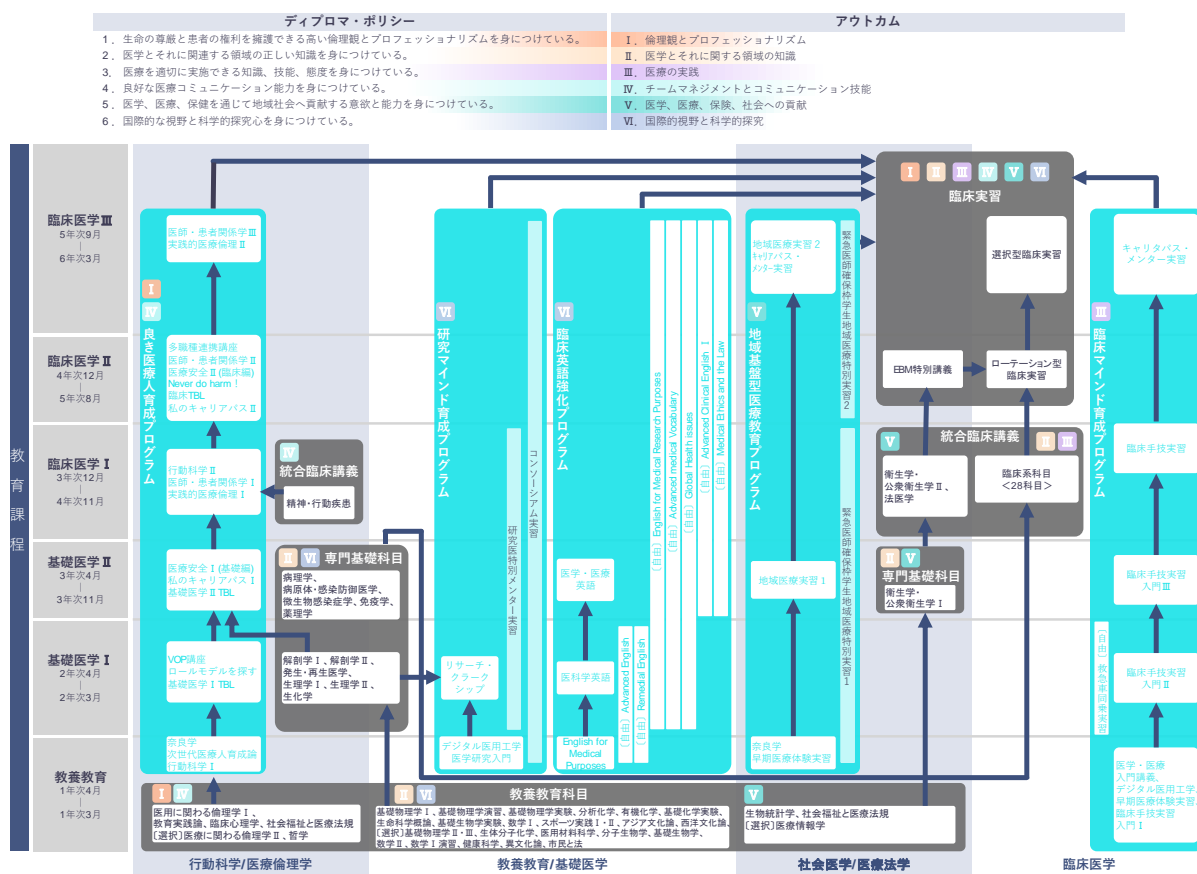 ディプロマ・ポリシー
1．生命の尊厳と患者の権利を擁護できる高い倫理観とプロフェッショナリズムを身につけている。
2．医学とそれに関連する領域の正しい知識を身につけている。
3．医療を適切に実施できる知識、技能、態度を身につけている。
4．良好な医療コミュニケーション能力を身につけている。
5．医学、医療、保健を通じて地域社会へ貢献する意欲と能力を身につけている。
6．国際的な視野と科学的探究心を身につけている。
アウトカム
Ⅰ．倫理観とプロフェッショナリズム
Ⅱ．医学とそれに関する領域の知識
Ⅲ．医療の実践
Ⅳ．チームマネジメントとコミュニケーション技能
Ⅴ．医学、医療、保険、社会への貢献
Ⅵ．国際的視野と科学的探究
教育課程
臨床医学Ⅲ
5年次9月
｜
6年次3月
臨床医学Ⅱ
4年次12月
｜
5年次8月
臨床医学Ⅰ
3年次12月
｜
4年次11月
基礎医学Ⅱ
3年次4月
｜
3年次11月
基礎医学Ⅰ
2年次4月
｜
2年次3月
教養教育
1年次4月
｜
1年次3月
Ⅰ
Ⅳ
良き医療人育成プログラム
医師・患者関係学Ⅲ
実践的医療倫理Ⅱ
多職種連携講座
医師・患者関係学Ⅱ
医療安全Ⅱ(臨床編)
Never do harm！
臨床TBL
私のキャリアパスⅡ
行動科学Ⅱ
医師・患者関係学Ⅰ
実践的医療倫理Ⅰ
医療安全Ⅰ(基礎編)
私のキャリアパスⅠ
基礎医学ⅡTBL
VOP講座
ロールモデルを探す
基礎医学ⅠTBL
奈良学
次世代医療人育成論
行動科学Ⅰ
Ⅳ
統合臨床講義
精神・行動疾患
Ⅱ Ⅵ 専門基礎科目
病理学、
病原体・感染防御医学、
微生物感染症学、免疫学、
薬理学
解剖学Ⅰ、解剖学Ⅱ、
発生・再生医学、
生理学Ⅰ、生理学Ⅱ、
生化学
Ⅵ
研究マインド育成プログラム
リサーチ・
クラーク
シップ
デジタル医用工学
医学研究入門
研究医特別メンター実習
コンソーシアム実習
Ⅵ
臨床英語強化プログラム
医学・医療
英語
医科学英語
English for
Medical
Purposes
［自由］Advanced English
［自由］Remedial English
［自由］English for Medical Research Purposes
［自由］Advanced medical Vocabulary
［自由］Global Health issues
［自由］Advanced Clinical English Ⅰ
［自由］Medical Ethics and the Law
Ⅴ
地域基盤型医療教育プログラム
地域医療実習2
キャリアパス・
メンター実習
地域医療実習1
奈良学
早期医療体験実習
緊急医師確保枠学生地域医療特別実習2
緊急医師確保枠学生地域医療特別実習1
Ⅰ Ⅱ Ⅲ Ⅳ Ⅴ Ⅵ
臨床実習
選択型臨床実習
EBM特別講義
ローテーション型
臨床実習
Ⅴ
統合臨床講義
Ⅱ Ⅲ
衛生学・
公衆衛生学Ⅱ、
法医学
臨床系科目
＜28科目＞
Ⅱ Ⅴ
専門基礎科目
衛生学・
公衆衛生学Ⅰ
Ⅲ
臨床マインド育成プログラム
キャリタパス・
メンター実習
臨床手技実習
臨床手技実習
入門Ⅲ
臨床手技実習
入門Ⅱ
［自由］救急車同乗実習
医学・医療
入門講義、
デジタル医用工学、
早期医療体験実習、
臨床手技実習
入門Ⅰ
Ⅰ Ⅳ
医用に関わる倫理学Ⅰ、
教育実践論、臨床心理学、社会福祉と医療法規
〔選択〕医療に関わる倫理学Ⅱ、哲学
Ⅱ Ⅵ
教養教育科目
基礎物理学Ⅰ、基礎物理学演習、基礎物理学実験、分析化学、有機化学、基礎化学実験、
生命科学概論、基礎生物学実験、数学Ⅰ、スポーツ実践Ⅰ・Ⅱ、アジア文化論、西洋文化論、
〔選択〕基礎物理学Ⅱ・Ⅲ、生体分子化学、医用材料科学、分子生物学、基礎生物学、
数学Ⅱ、数学Ⅰ演習、健康科学、異文化論、市民と法
Ⅴ
生物統計学、社会福祉と医療法規
〔選択〕医療情報学
行動科学/医療倫理学
教養教育/基礎医学
社会医学/医療法学
臨床医学